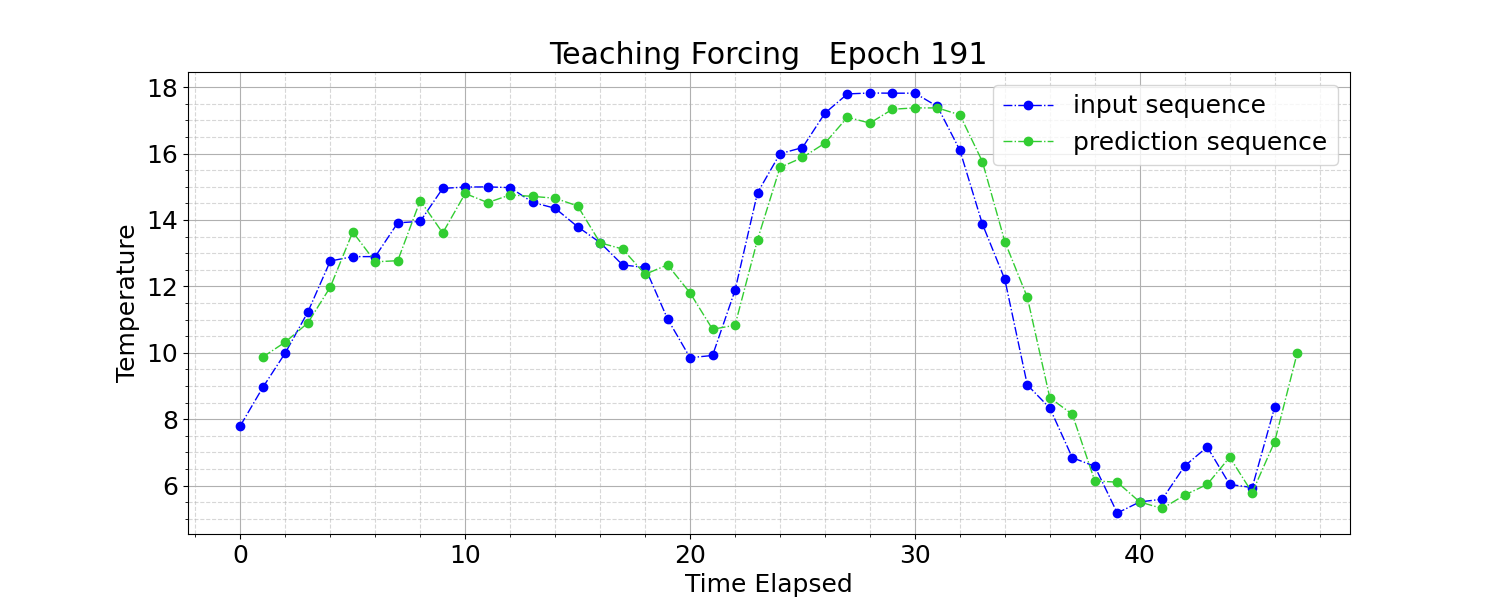 Teaching Forcing   Epoch 191
18
16
14
12
10
8
6
Temperature
input sequence
prediction sequence
0 10 20 30 40
Time Elapsed